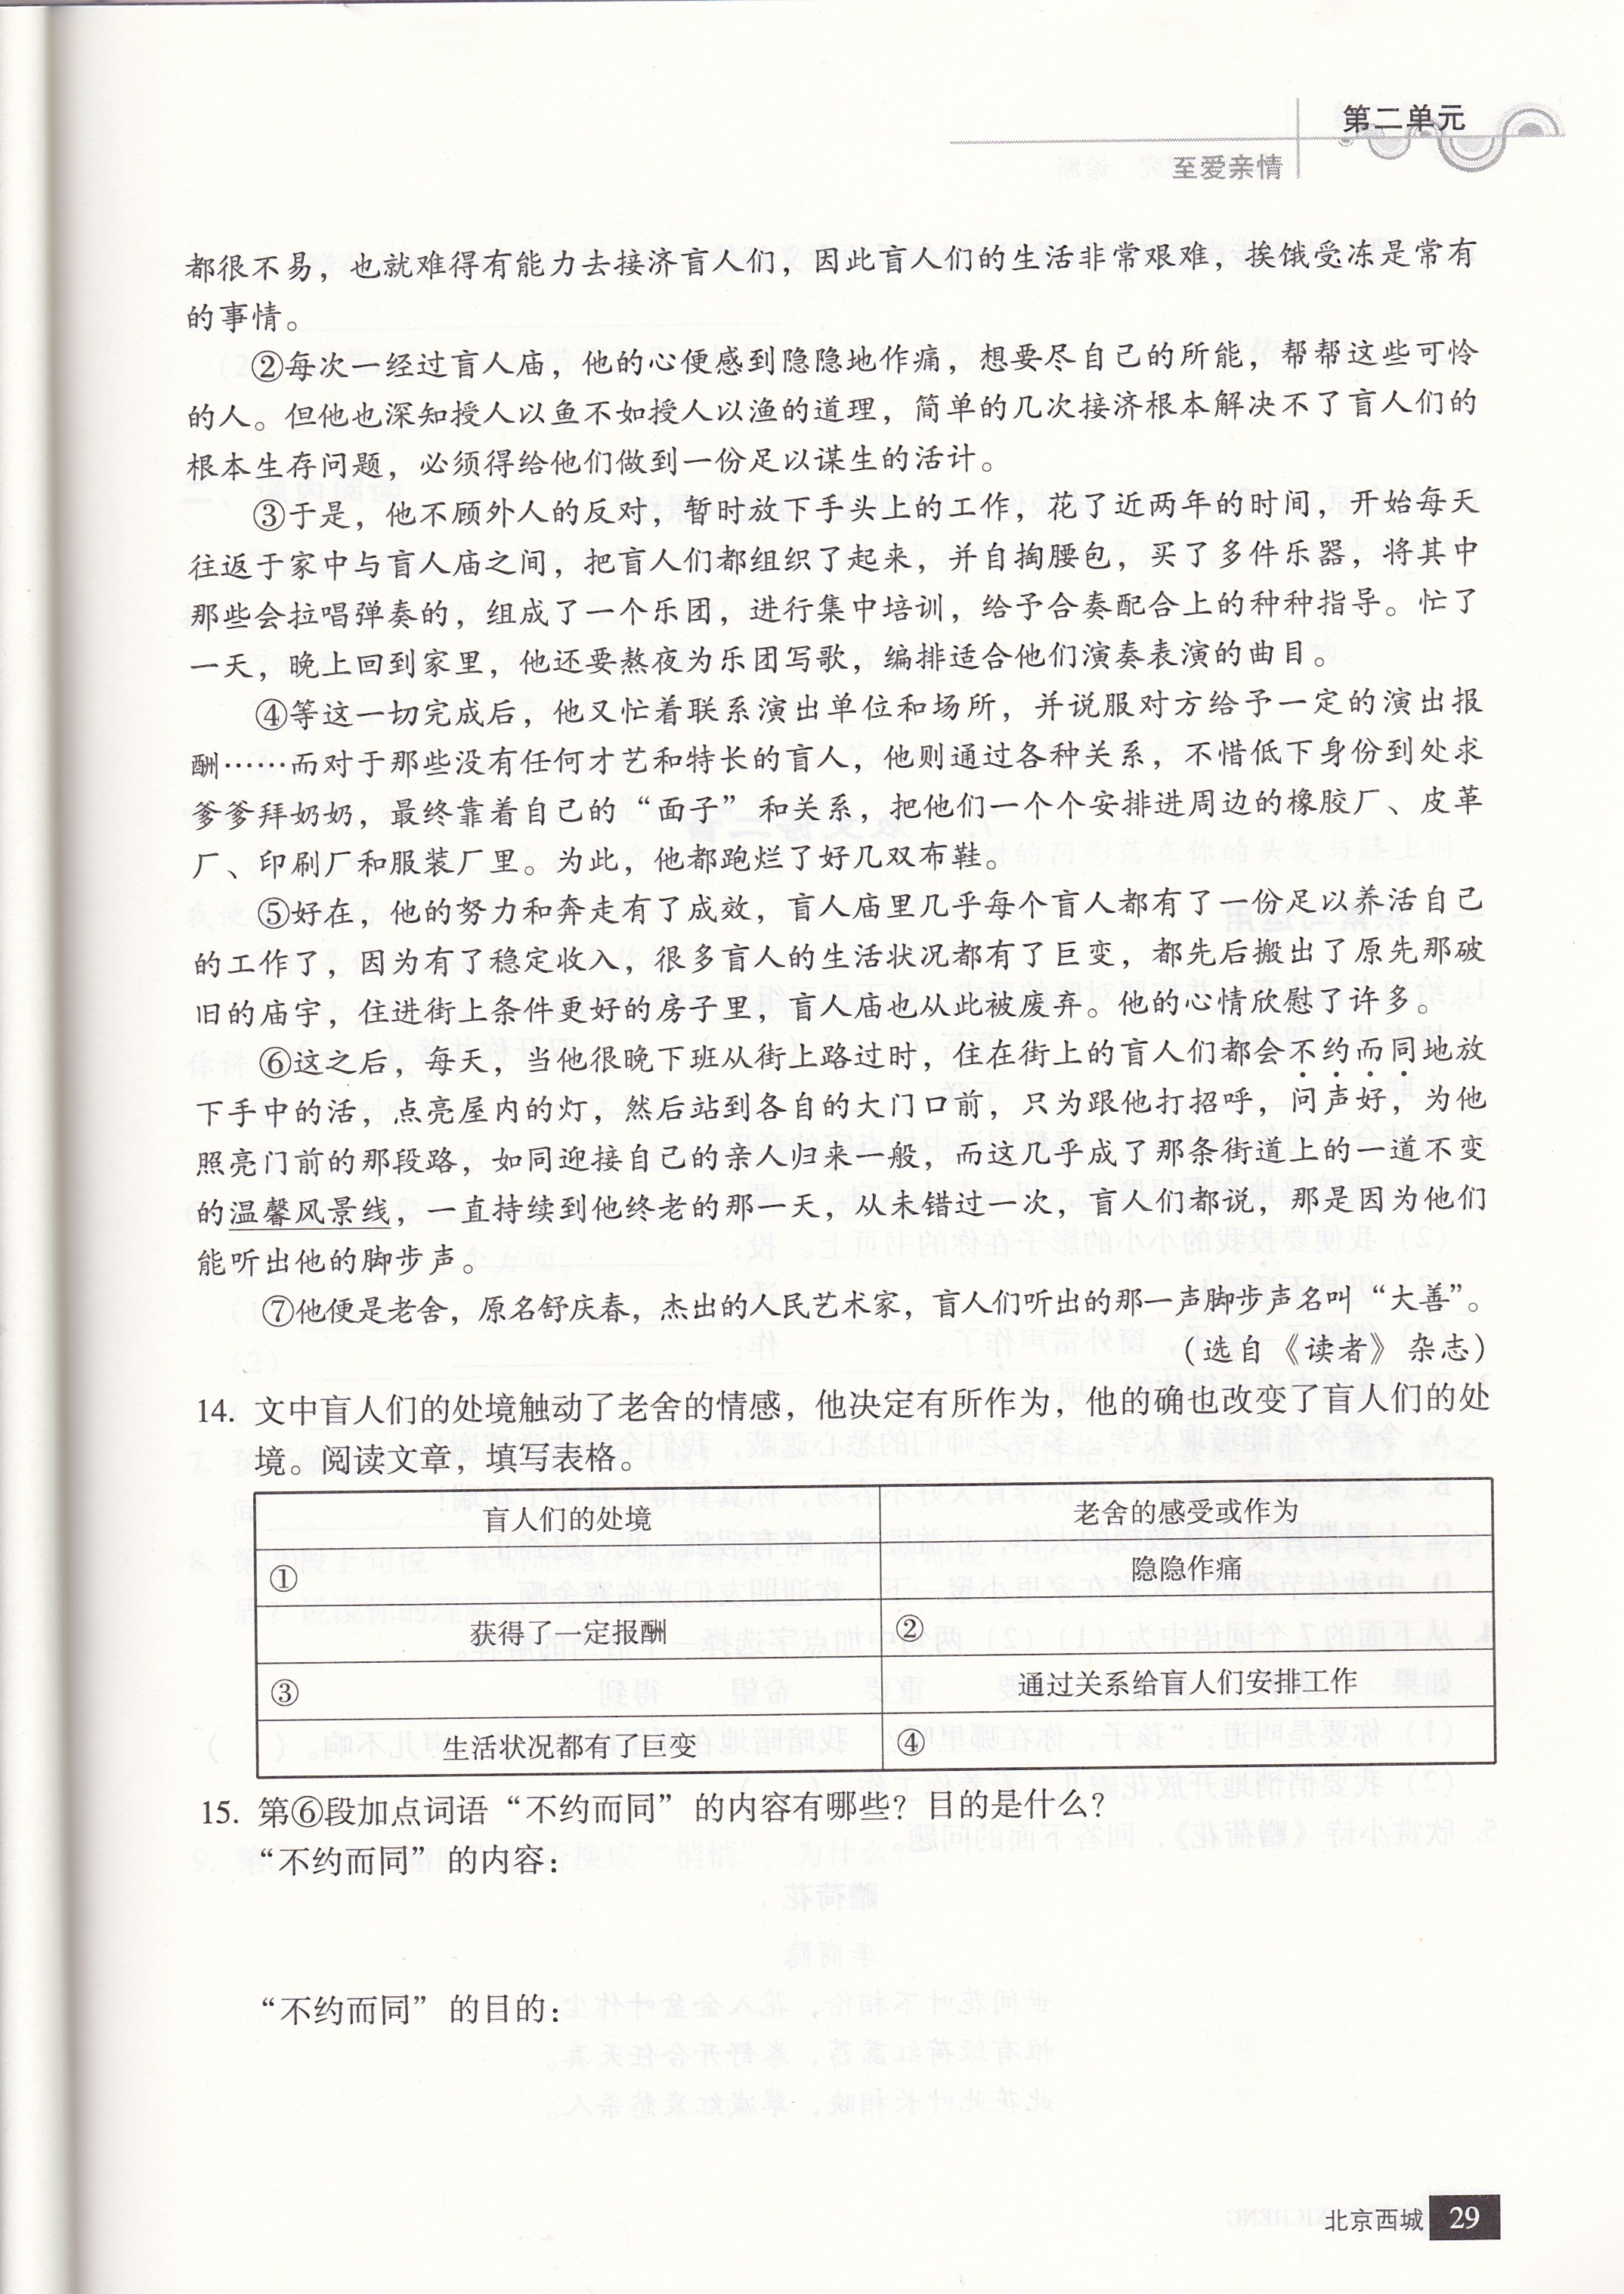 第二单元
至爱亲情
都很不易，也就难得有能力去接济盲人们，因此盲人们的生活非常艰难，挨饿受冻是常有
的事情。
②每次一经过盲人庙，他的心便感到隐隐地作痛，想要尽自己的所能，帮帮这些可怜
的人。但他也深知授人以鱼不如授人以渔的道理，简单的几次接济根本解决不了盲人们的
根本生存问题，必须得给他们做到一份足以谋生的活计。
③于是，他不顾外人的反对，暂时放下手头上的工作，花了近两年的时间，开始每天
往返于家中与盲人庙之间，把盲人们都组织了起来，并自掏腰包，买了多件乐器，将其中
那些会拉唱弹奏的，组成了一个乐团，进行集中培训，给予合奏配合上的种种指导。忙了
一天，晚上回到家里，他还要熬夜为乐团写歌，编排适合他们演奏表演的曲目。
④等这一切完成后，他又忙着联系演出单位和场所，并说服对方给予一定的演出报
酬……而对于那些没有任何才艺和特长的盲人，他则通过各种关系，不惜低下身份到处求
爹爹拜奶奶，最终靠着自己的“面子”和关系，把他们一个个安排进周边的橡胶厂、皮革
厂、印刷厂和服装厂里。为此，他都跑烂了好几双布鞋。
⑤好在，他的努力和奔走有了成效，盲人庙里几乎每个盲人都有了一份足以养活自己
的工作了，因为有了稳定收入，很多盲人的生活状况都有了巨变，都先后搬出了原先那破
旧的庙宇，住进街上条件更好的房子里，盲人庙也从此被废弃。他的心情欣慰了许多。
⑥这之后，每天，当他很晚下班从街上路过时，住在街上的盲人们都会不约而同地放
下手中的活，点亮屋内的灯，然后站到各自的大门口前，只为跟他打招呼，问声好，为他
照亮门前的那段路，如同迎接自己的亲人归来一般，而这几乎成了那条街道上的一道不变
的温馨风景线，一直持续到他终老的那一天，从未错过一次，盲人们都说，那是因为他们
能听出他的脚步声。
⑦他便是老舍，原名舒庆春，杰出的人民艺术家，盲人们听出的那一声脚步声名叫“大善”。
（选自《读者》杂志）
14. 文中盲人们的处境触动了老舍的情感，他决定有所作为，他的确也改变了盲人们的处
境。阅读文章，填写表格。
盲人们的处境 老舍的感受或作为
① 隐隐作痛
获得了一定报酬 ②
③ 通过关系给盲人们安排工作
生活状况都有了巨变 ④
15. 第⑥段加点词语“不约而同”的内容有哪些？目的是什么？
“不约而同”的内容：
“不约而同”的目的：
北京西城 29